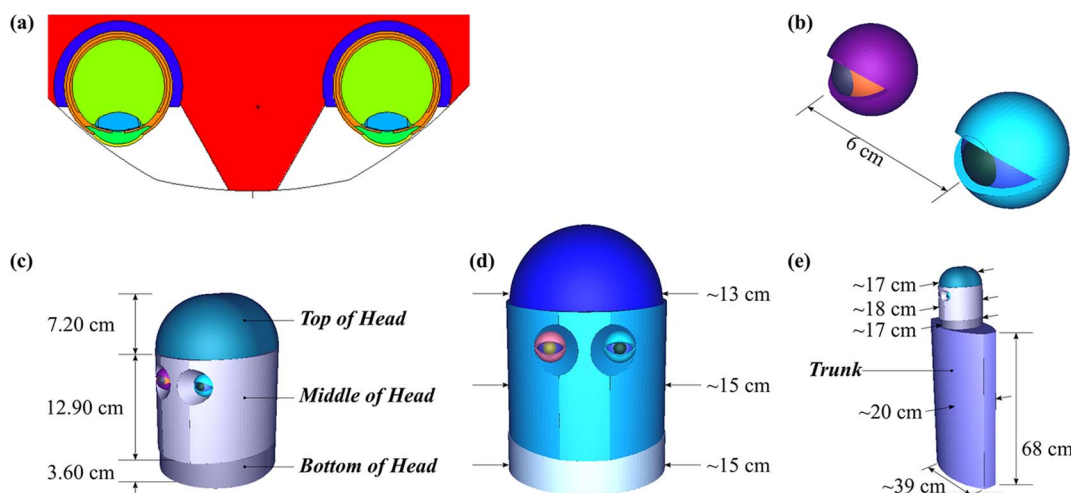 (a)
(b)
6 cm
(c)
7.20 cm
12.90 cm
3.60 cm
Top of Head
Middle of Head
Bottom of Head
(d)
~13 cm
~15 cm
~15 cm
(e)
~17 cm
~18 cm
~17 cm
Trunk
~20 cm
68 cm
~39 cm